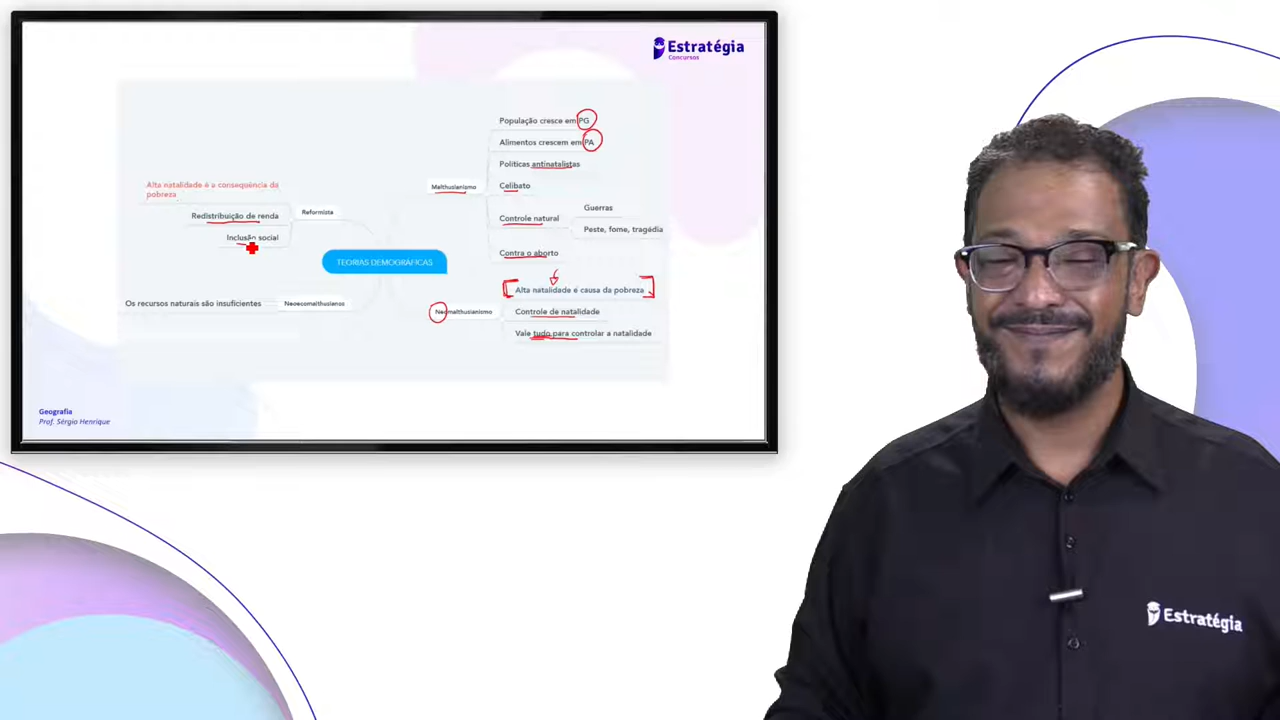 Estratégia
Concursos
População cresce em PG
Alimentos crescem em PA
Políticas antinatalistas
Malthusianismo
Celibato
Controle natural
Guerras
Peste, fome, tragédia
Contra o aborto
Alta natalidade é a consequência da
pobreza
Redistribuição de renda
Reformista
Inclusão social
TEORIAS DEMOGRÁFICAS
Alta natalidade é causa da pobreza
Neomalthusianismo
Controle de natalidade
Vale tudo para controlar a natalidade
Os recursos naturais são insuficientes
Neoecomalthusianos
Geografia
Prof. Sérgio Henrique
Estratégia